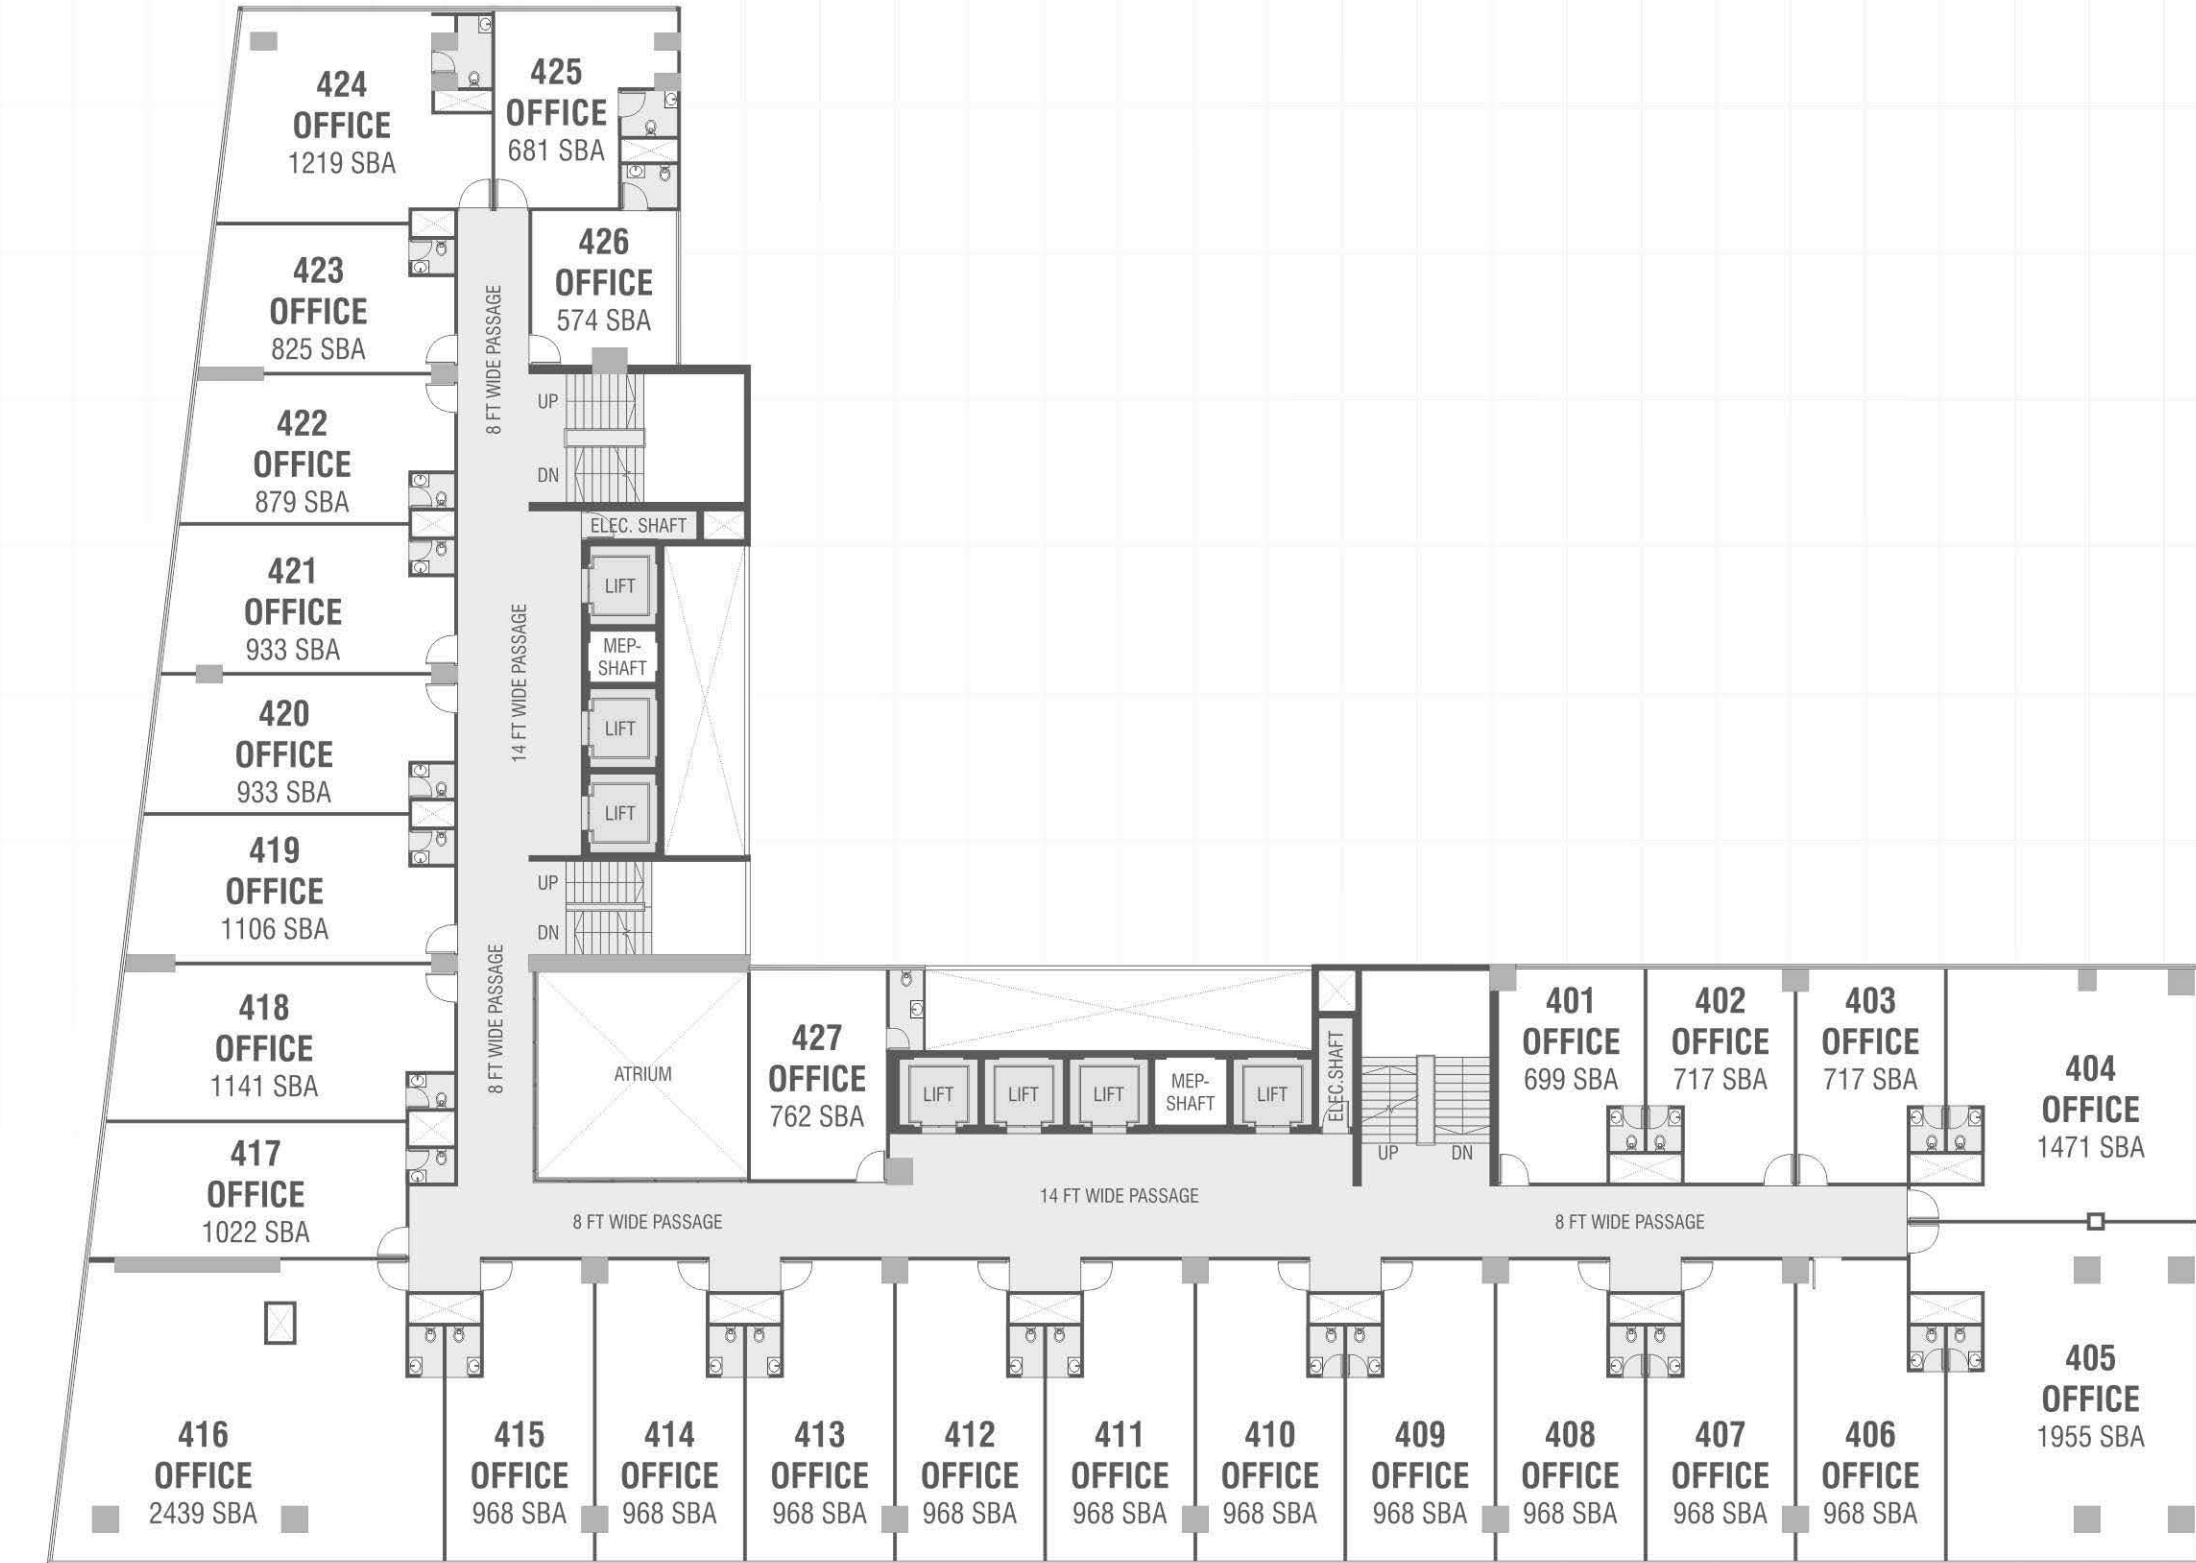 424
OFFICE
1219 SBA
425
OFFICE
681 SBA
423
OFFICE
825 SBA
426
OFFICE
574 SBA
8 FT WIDE PASSAGE
422
OFFICE
879 SBA
UP
DN
ELEC. SHAFT
421
OFFICE
933 SBA
LIFT
MEP-
SHAFT
14 FT WIDE PASSAGE
420
OFFICE
933 SBA
LIFT
LIFT
419
OFFICE
1106 SBA
UP
DN
418
OFFICE
1141 SBA
8 FT WIDE PASSAGE
ATRIUM
427
OFFICE
762 SBA
LIFT
LIFT
LIFT
MEP-
SHAFT
LIFT
ELEC.SHAFT
UP
DN
401
OFFICE
699 SBA
402
OFFICE
717 SBA
403
OFFICE
717 SBA
404
OFFICE
1471 SBA
417
OFFICE
1022 SBA
8 FT WIDE PASSAGE
14 FT WIDE PASSAGE
8 FT WIDE PASSAGE
405
OFFICE
1955 SBA
416
OFFICE
2439 SBA
415
OFFICE
968 SBA
414
OFFICE
968 SBA
413
OFFICE
968 SBA
412
OFFICE
968 SBA
411
OFFICE
968 SBA
410
OFFICE
968 SBA
409
OFFICE
968 SBA
408
OFFICE
968 SBA
407
OFFICE
968 SBA
406
OFFICE
968 SBA